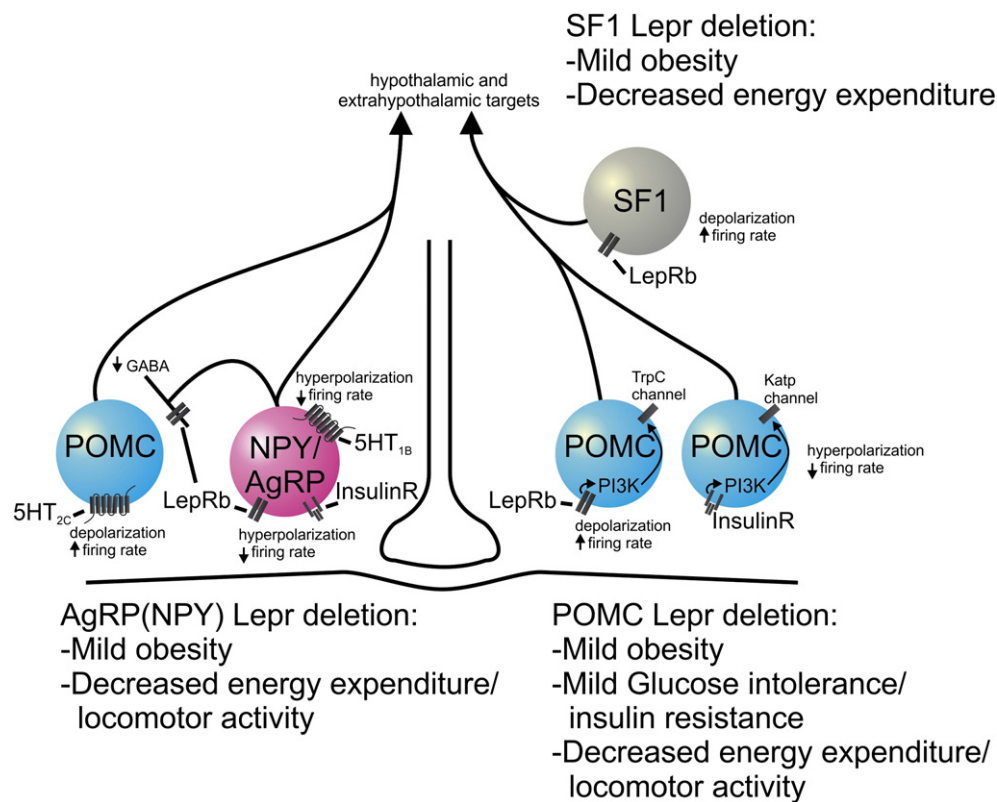 SF1 Lepr deletion:
-Mild obesity
-Decreased energy expenditure
hypothalamic and
extrahypothalamic targets
SF1
depolarization
↑ firing rate
LepRb
↓ GABA
hyperpolarization
↓ firing rate
POMC
NPY/
AgRP
5HT1B
LepRb
InsulinR
5HT2C
depolarization
↑ firing rate
hyperpolarization
↓ firing rate
TrpC
channel
Katp
channel
POMC
PI3K
LepRb
depolarization
↑ firing rate
POMC
PI3K
InsulinR
hyperpolarization
↓ firing rate
AgRP(NPY) Lepr deletion:
-Mild obesity
-Decreased energy expenditure/
locomotor activity
POMC Lepr deletion:
-Mild obesity
-Mild Glucose intolerance/
insulin resistance
-Decreased energy expenditure/
locomotor activity